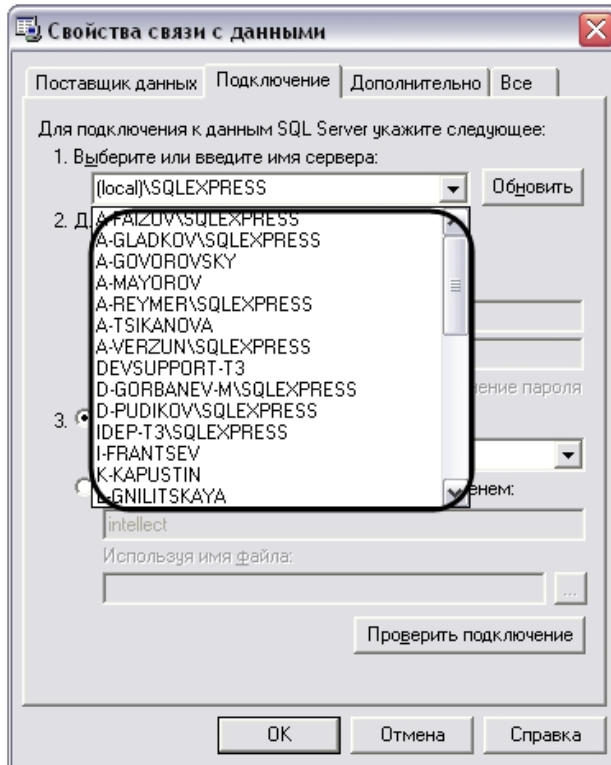 Свойства связи с данными
Поставщик данных Подключение Дополнительно Все
Для подключения к данным SQL Server укажите следующее:
1. Выберите или введите имя сервера:
(local)\SQLEXPRESS Обновить
2. Д
A-FAIZOV\SQLEXPRESS
A-GLADKOV\SQLEXPRESS
A-GOVOROVSKY
A-MAYOROV
A-REYMER\SQLEXPRESS
A-TSIKANOVA
A-VERZUN\SQLEXPRESS
DEVSUPPORT-T3
D-GORBANEV-M\SQLEXPRESS
D-PUDIKOV\SQLEXPRESS ение пароля
3. IDEP-T3\SQLEXPRESS
I-FRANTSEV
K-KAPUSTIN
L-GNILITSKAYA енем:
intellect
Используя имя файла:
...
Проверить подключение
OK Отмена Справка